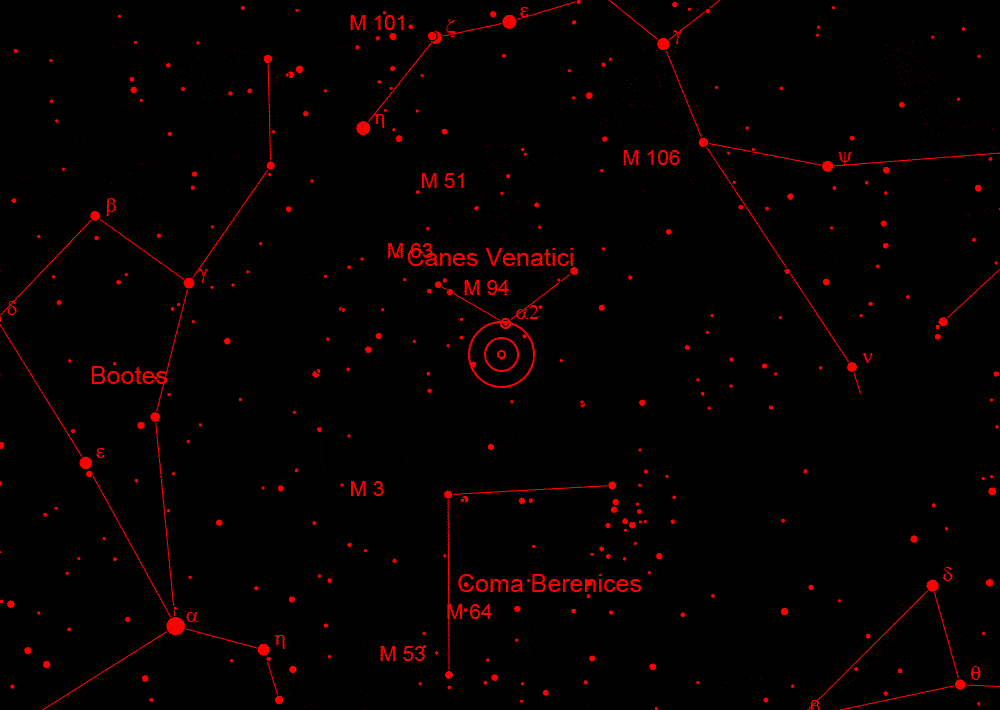 M 101 ζ ε γ
η
M 106 ψ
M 51
β
M 63
Canes Venatici
γ
M 94
δ α2
ν
Bootes
ε
M 3
Coma Berenices δ
M 64
α
η
M 53
θ
β